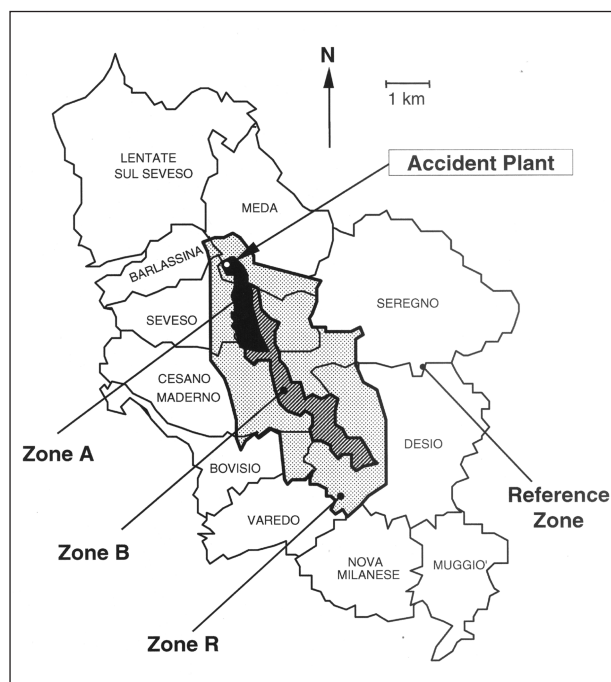 N
1 km
LENTATE
SUL SEVESO
Accident Plant
MEDA
BARLASSINA
SEREGNO
SEVESO
CESANO
MADERNO
DESIO
Zone A
BOVISIO
Reference
Zone
VAREDO
Zone B
NOVA
MILANESE
MUGGIO'
Zone R